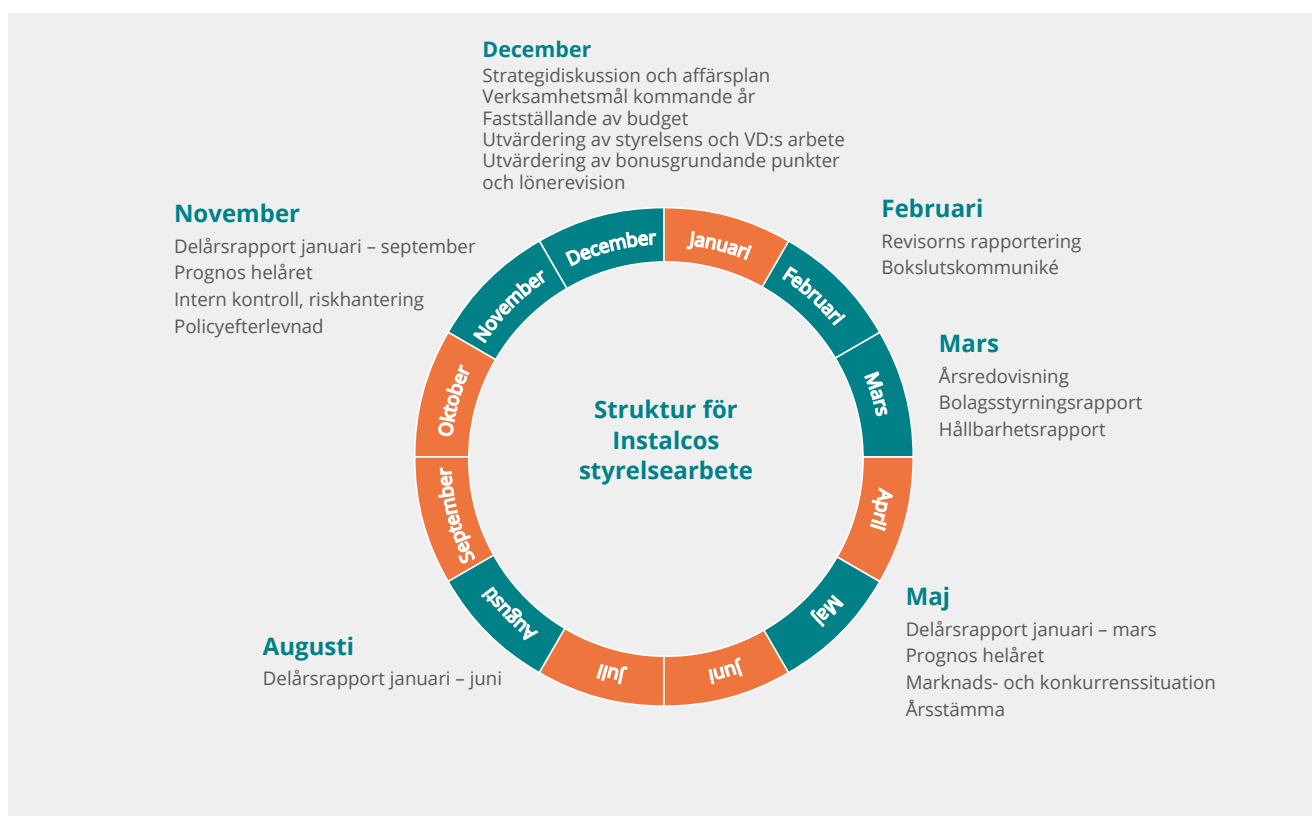 December
Strategidiskussion och affärsplan
Verksamhetsmål kommande år
Fastställande av budget
Utvärdering av styrelsens och VD:s arbete
Utvärdering av bonusgrundande punkter
och lönerevision
November
Delårsrapport januari – september
Prognos helåret
Intern kontroll, riskhantering
Policyefterlevnad
Februari
Revisorns rapportering
Bokslutskommuniké
Mars
Årsredovisning
Bolagsstyrningsrapport
Hållbarhetsrapport
Maj
Delårsrapport januari – mars
Prognos helåret
Marknads- och konkurrenssituation
Årsstämma
Augusti
Delårsrapport januari – juni
Struktur för
Instalcos
styrelsearbete
Januari
Februari
Mars
April
Maj
Juni
Juli
Augusti
September
Oktober
November
December